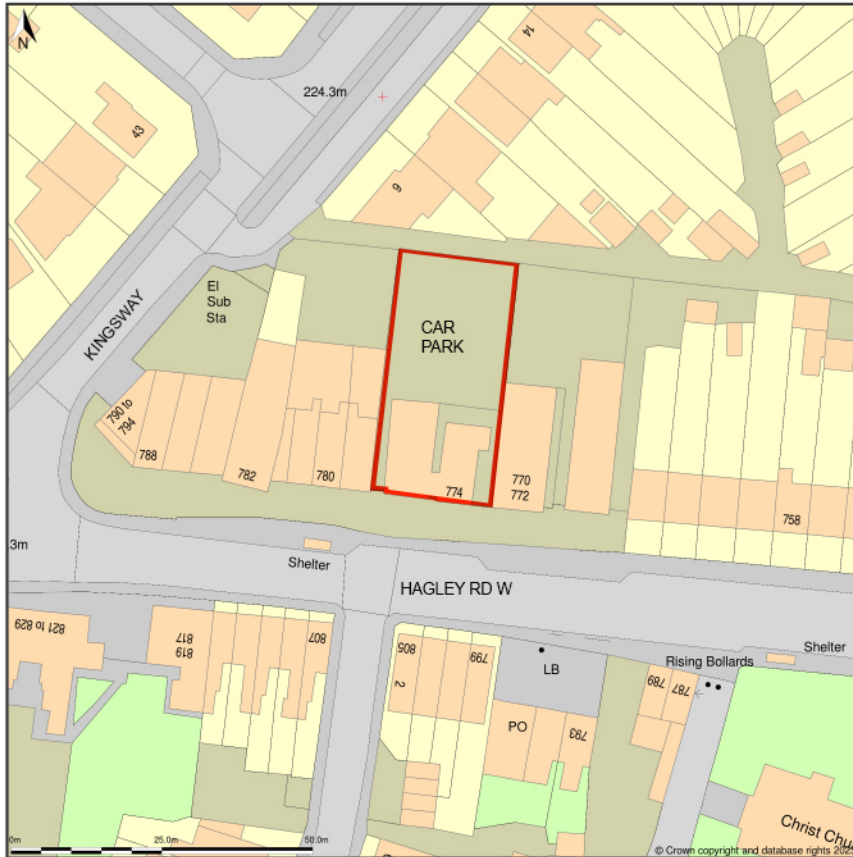 N
14
224.3m
43
9
El
Sub
Sta
KINGSWAY
CAR
PARK
790 to
794
788
782
780
774
770
772
758
3m
Shelter
HAGLEY RD W
821 to 829
817
819
807
805
799
2
LB
PO
793
789
787
Rising Bollards
Shelter
Christ Chu
0m
25.0m
50.0m
© Crown copyright and database rights 2025